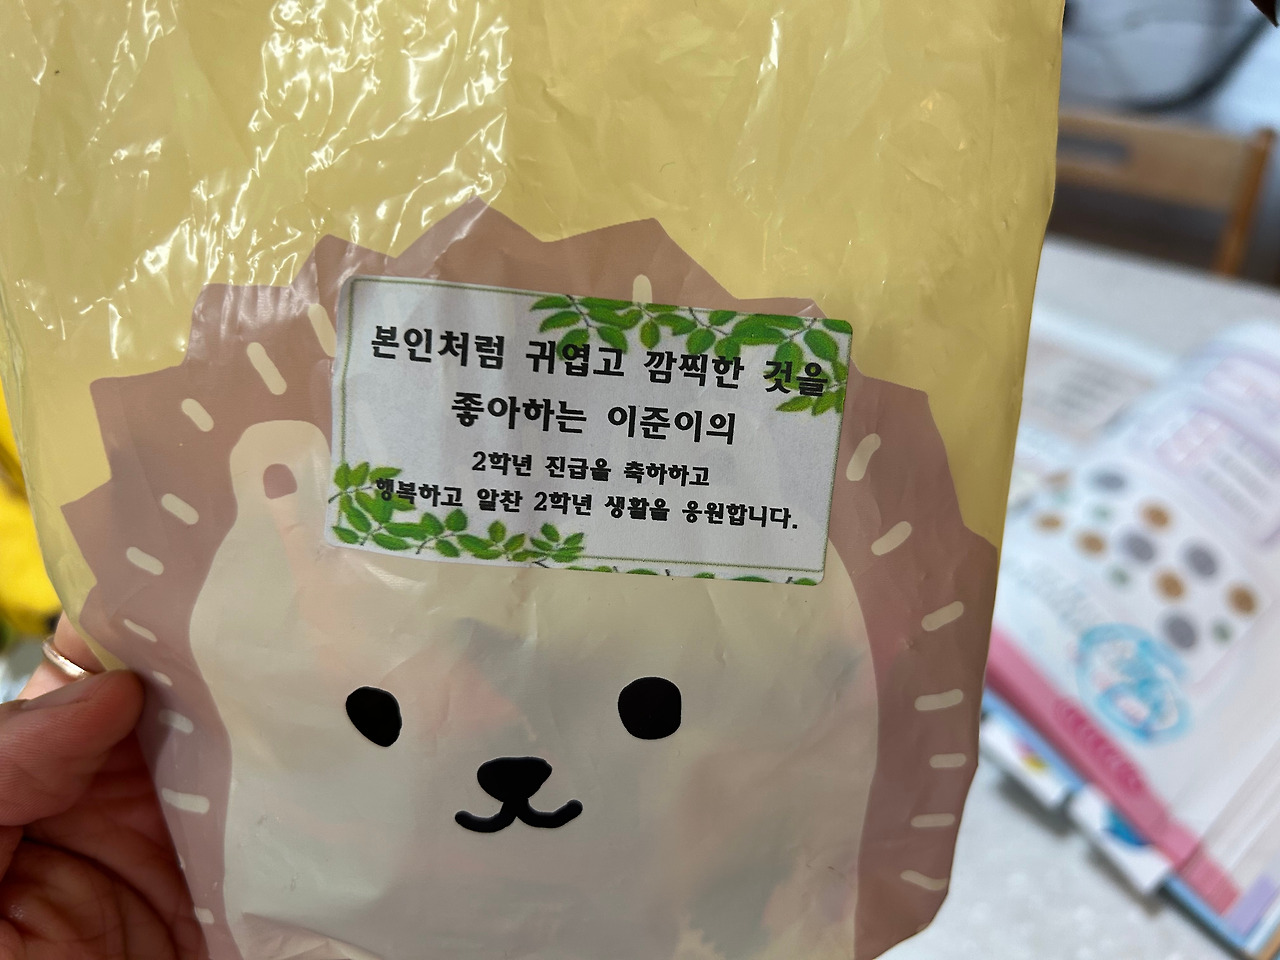 본인처럼 귀엽고 깜찍한 것을
좋아하는 이준이의
2학년 진급을 축하하고
행복하고 알찬 2학년 생활을 응원합니다.